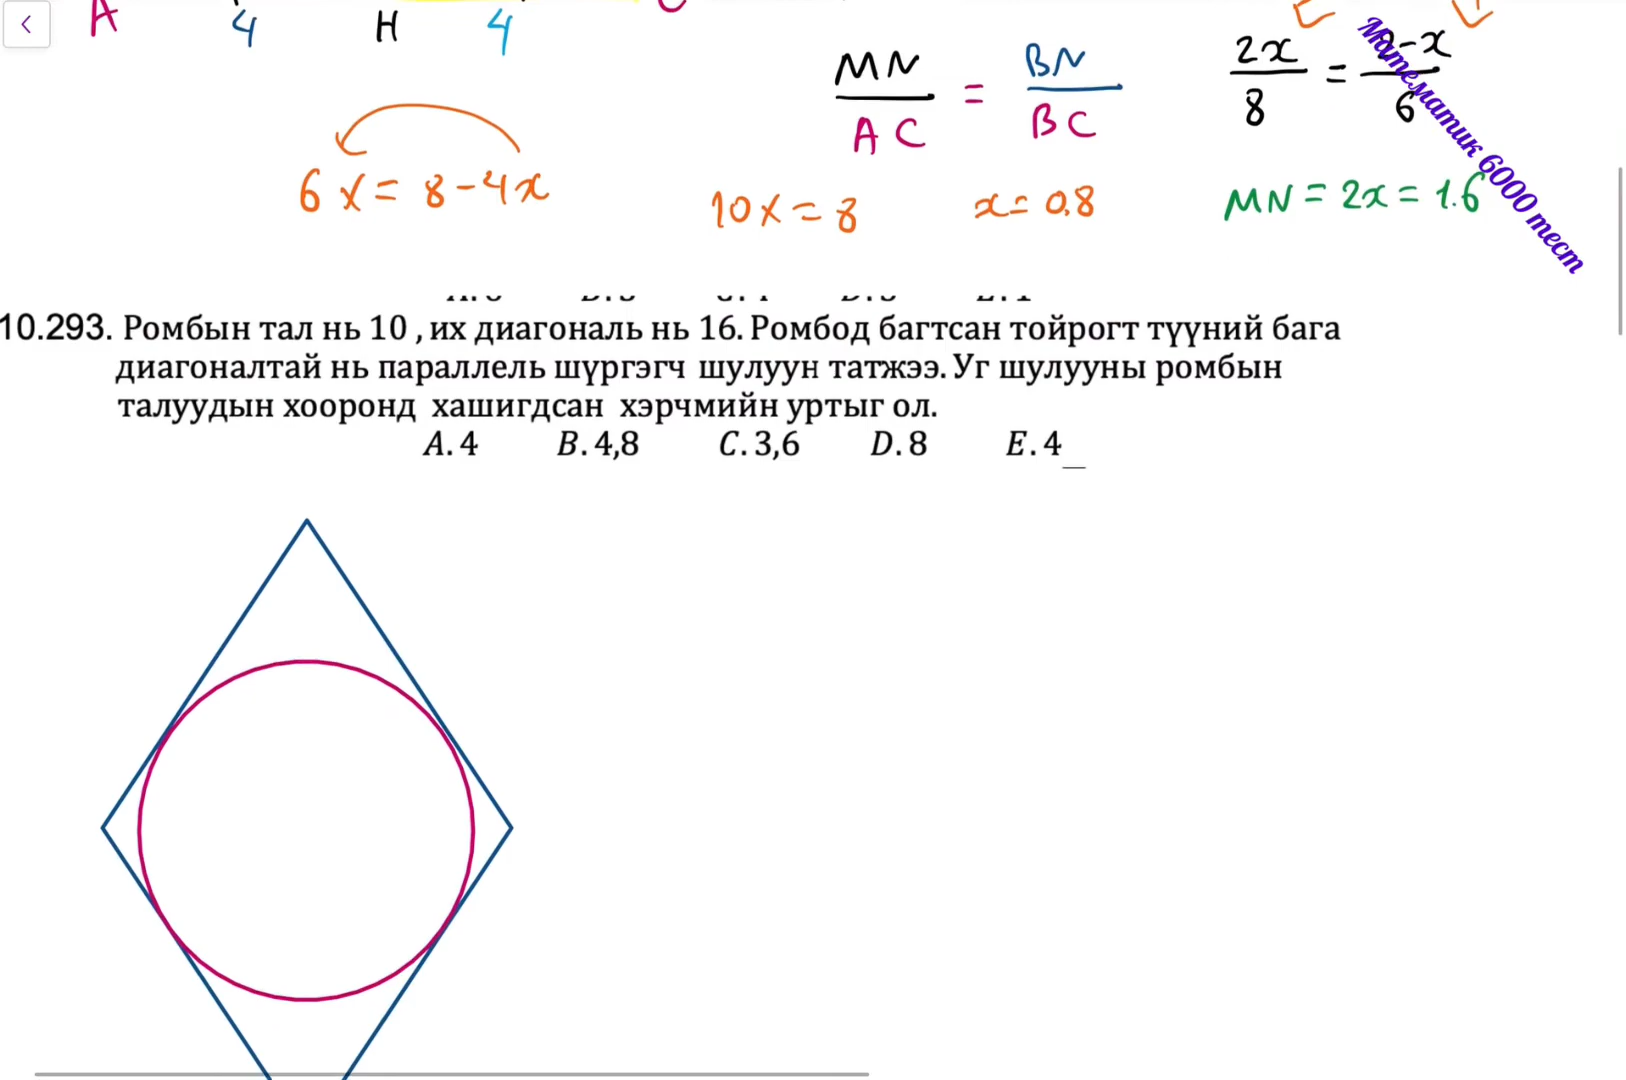 A 4 H 4
MN / AC = BN / BC
2x / 8 = 2-x / 6
6x = 8-4x
10x = 8
x = 0.8
MN = 2x = 1.6
Математик 6000 тест
10.293. Ромбын тал нь 10 , их диагональ нь 16. Ромбод багтсан тойрогт түүний бага
диагоналтай нь параллель шүргэгч шулуун татжээ. Уг шулууны ромбын
талуудын хооронд хашигдсан хэрчмийн уртыг ол.
A. 4 B. 4,8 C. 3,6 D. 8 E. 4